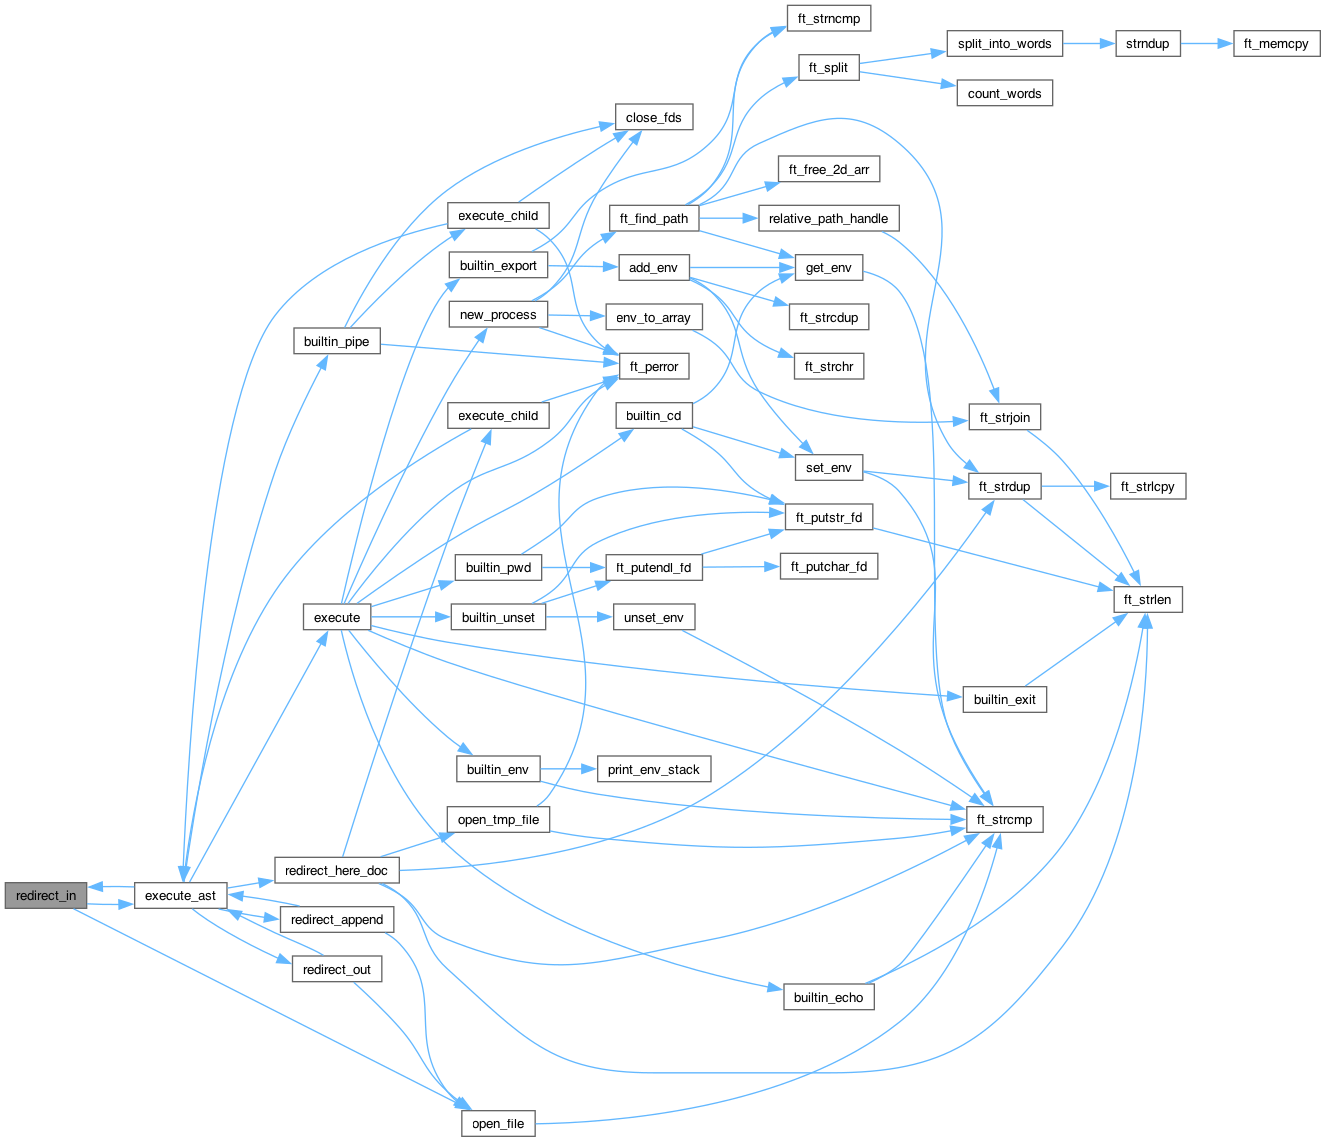 ft_strncmp
split_into_words
strndup
ft_memcpy
ft_split
count_words
close_fds
ft_free_2d_arr
execute_child
ft_find_path
relative_path_handle
builtin_export
add_env
get_env
new_process
env_to_array
ft_strcdup
builtin_pipe
ft_perror
ft_strchr
execute_child
builtin_cd
ft_strjoin
set_env
ft_strdup
ft_strlcpy
ft_putstr_fd
builtin_pwd
ft_putendl_fd
ft_putchar_fd
ft_strlen
execute
builtin_unset
unset_env
builtin_exit
builtin_env
print_env_stack
open_tmp_file
ft_strcmp
redirect_here_doc
redirect_in
execute_ast
redirect_append
redirect_out
builtin_echo
open_file